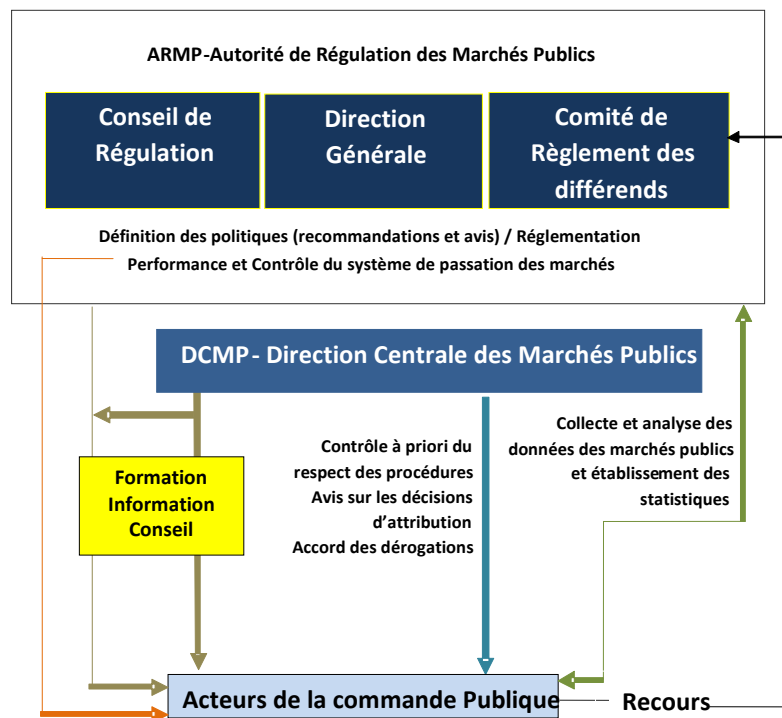 ARMP-Autorité de Régulation des Marchés Publics
Conseil de
Régulation
Direction
Générale
Comité de
Règlement des
différends
Définition des politiques (recommandations et avis) / Réglementation
Performance et Contrôle du système de passation des marchés
DCMP - Direction Centrale des Marchés Publics
Formation
Information
Conseil
Contrôle à priori du
respect des procédures
Avis sur les décisions
d’attribution
Accord des dérogations
Collecte et analyse des
données des marchés publics
et établissement des
statistiques
Acteurs de la commande Publique
Recours